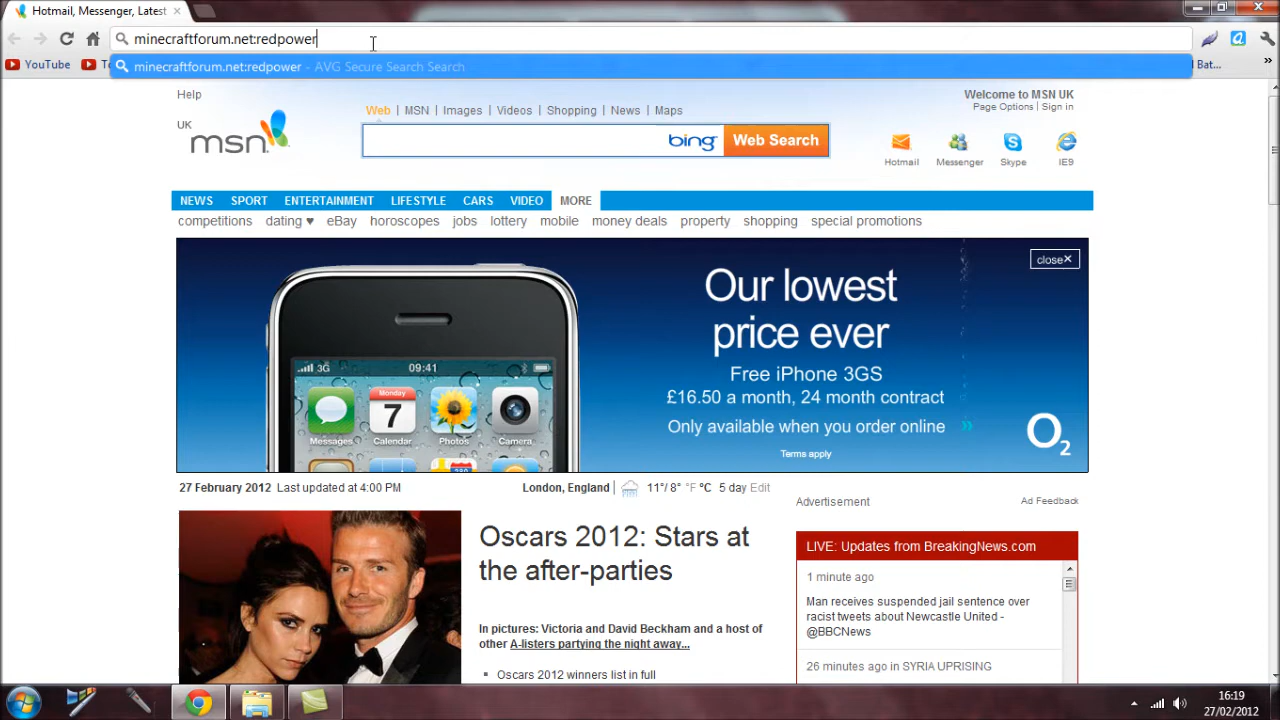 Hotmail, Messenger, Latest
minecraftforum.net:redpower
YouTube
minecraftforum.net:redpower - AVG Secure Search Search
Bat...
Help
UK
msn
Web | MSN | Images | Videos | Shopping | News | Maps
bing
Web Search
Welcome to MSN UK
Page Options | Sign in
Hotmail
Messenger
Skype
IE9
NEWS SPORT ENTERTAINMENT LIFESTYLE CARS VIDEO MORE
competitions dating ♥ eBay horoscopes jobs lottery mobile money deals property shopping special promotions
close X
3G 09:41
Monday
7
Messages Calendar Photos Camera
280
Our lowest
price ever
Free iPhone 3GS
£16.50 a month, 24 month contract
Only available when you order online »
Terms apply
O2
27 February 2012 Last updated at 4:00 PM
London, England | 11°/ 8° °F °C 5 day Edit
Advertisement
Ad Feedback
Oscars 2012: Stars at
the after-parties
In pictures: Victoria and David Beckham and a host of
other A-listers partying the night away...
Oscars 2012 winners list in full
LIVE: Updates from BreakingNews.com
1 minute ago
Man receives suspended jail sentence over
racist tweets about Newcastle United -
@BBCNews
26 minutes ago in SYRIA UPRISING
16:19
27/02/2012